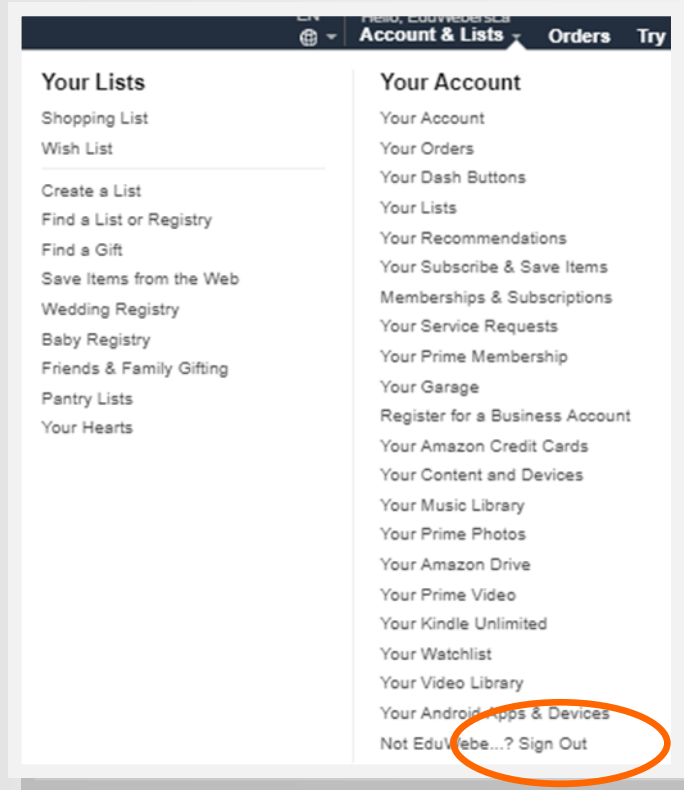 EN
Hello, EduWebersLa
Account & Lists
Orders
Try
Your Lists
Shopping List
Wish List
Create a List
Find a List or Registry
Find a Gift
Save Items from the Web
Wedding Registry
Baby Registry
Friends & Family Gifting
Pantry Lists
Your Hearts
Your Account
Your Account
Your Orders
Your Dash Buttons
Your Lists
Your Recommendations
Your Subscribe & Save Items
Memberships & Subscriptions
Your Service Requests
Your Prime Membership
Your Garage
Register for a Business Account
Your Amazon Credit Cards
Your Content and Devices
Your Music Library
Your Prime Photos
Your Amazon Drive
Your Prime Video
Your Kindle Unlimited
Your Watchlist
Your Video Library
Your Android Apps & Devices
Not EduWebe...? Sign Out